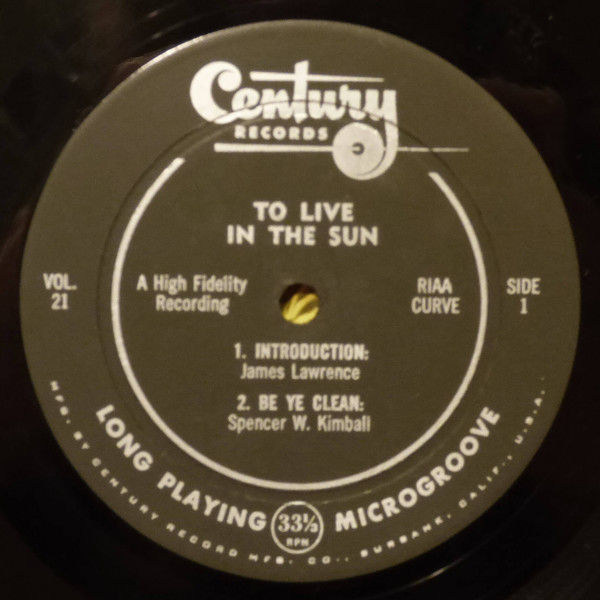 Century
RECORDS
TO LIVE
IN THE SUN
VOL.
21
A High Fidelity
Recording
RIAA
CURVE
SIDE
1
1. INTRODUCTION:
James Lawrence
2. BE YE CLEAN:
Spencer W. Kimball
LONG PLAYING 33⅓ RPM MICROGROOVE
MFG. BY CENTURY RECORD MFG. CO., BURBANK, CALIF., U.S.A.